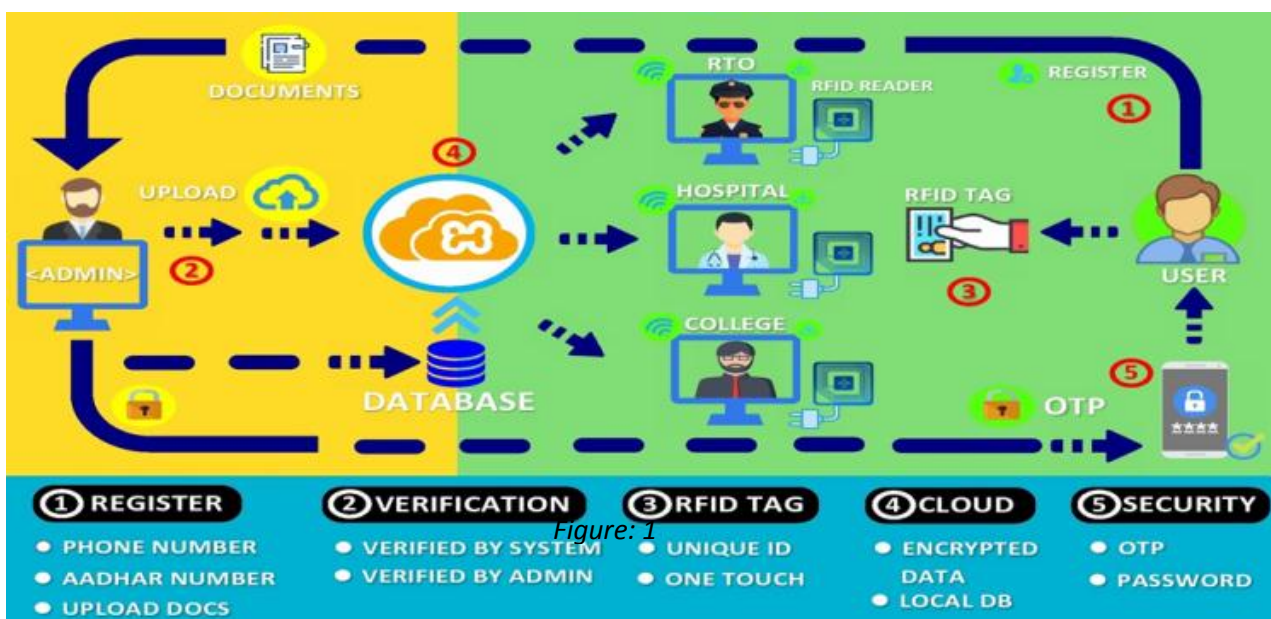 DOCUMENTS
RTO
RFID READER
REGISTER
1
4
UPLOAD
HOSPITAL
RFID TAG
<ADMIN>
2
3
USER
COLLEGE
5
DATABASE
OTP
****
1 REGISTER
PHONE NUMBER
AADHAR NUMBER
UPLOAD DOCS
2 VERIFICATION
VERIFIED BY SYSTEM
VERIFIED BY ADMIN
3 RFID TAG
UNIQUE ID
ONE TOUCH
4 CLOUD
ENCRYPTED
DATA
LOCAL DB
5 SECURITY
OTP
PASSWORD
Figure: 1